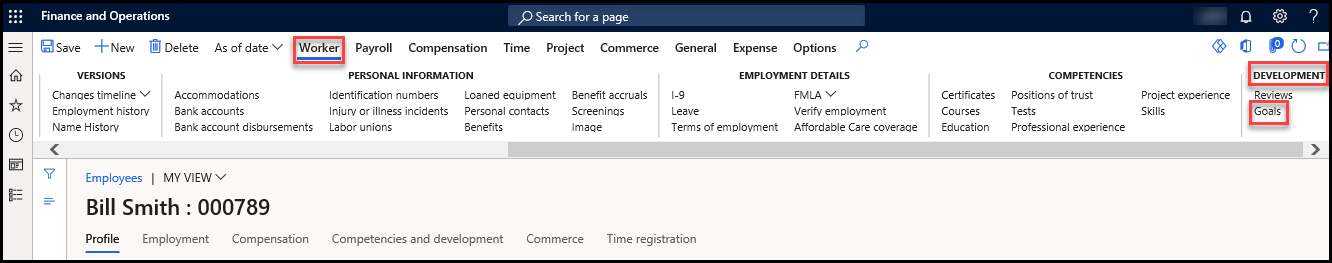 Finance and Operations
Search for a page
?
Save
New
Delete
As of date
Worker
Payroll
Compensation
Time
Project
Commerce
General
Expense
Options
0
VERSIONS
Changes timeline
Employment history
Name History
PERSONAL INFORMATION
Accommodations
Bank accounts
Bank account disbursements
Identification numbers
Injury or illness incidents
Labor unions
Loaned equipment
Personal contacts
Benefits
Benefit accruals
Screenings
Image
EMPLOYMENT DETAILS
I-9
Leave
Terms of employment
FMLA
Verify employment
Affordable Care coverage
COMPETENCIES
Certificates
Courses
Education
Positions of trust
Tests
Professional experience
Project experience
Skills
DEVELOPMENT
Reviews
Goals
Employees | MY VIEW
Bill Smith : 000789
Profile
Employment
Compensation
Competencies and development
Commerce
Time registration